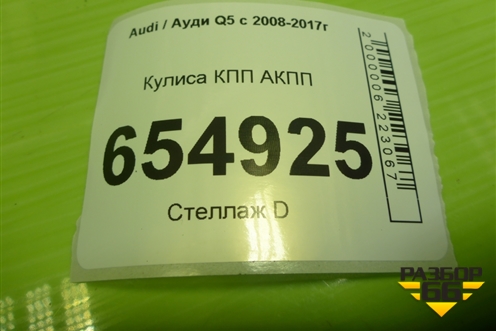 Audi / Ауди Q5 с 2008-2017г
Кулиса КПП АКПП
654925
Стеллаж D
2000006223067
РАЗБОР
66